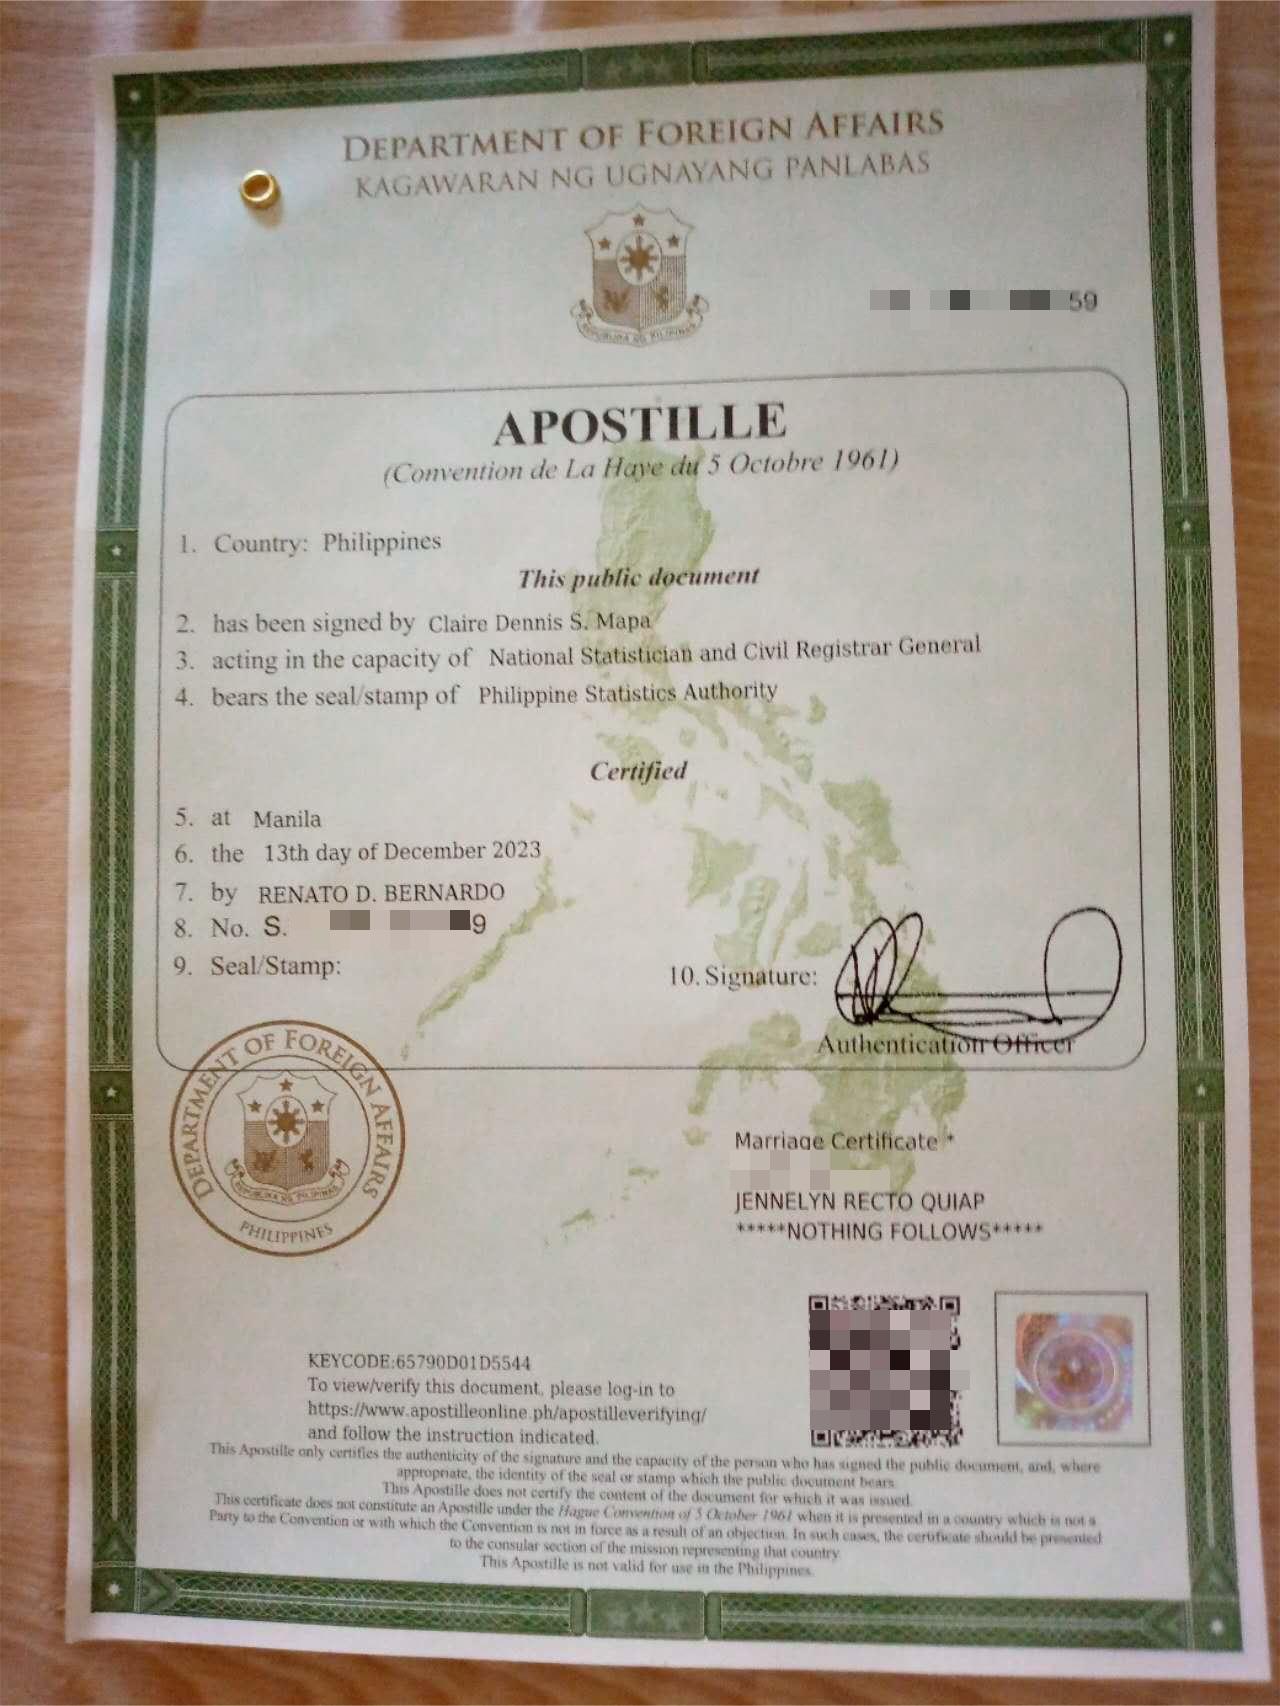 DEPARTMENT OF FOREIGN AFFAIRS
KAGAWARAN NG UGNAYANG PANLABAS
REPUBLIKA NG PILIPINAS
59
APOSTILLE
(Convention de La Haye du 5 Octobre 1961)
1. Country: Philippines
This public document
2. has been signed by Claire Dennis S. Mapa
3. acting in the capacity of National Statistician and Civil Registrar General
4. bears the seal/stamp of Philippine Statistics Authority
Certified
5. at Manila
6. the 13th day of December 2023
7. by RENATO D. BERNARDO
8. No. S. 9
9. Seal/Stamp:
10. Signature:
Authentication Officer
DEPARTMENT OF FOREIGN AFFAIRS
REPUBLIKA NG PILIPINAS
PHILIPPINES
Marriage Certificate *
JENNELYN RECTO QUIAP
*****NOTHING FOLLOWS*****
KEYCODE:65790D01D5544
To view/verify this document, please log-in to
https://www.apostilleonline.ph/apostilleverifying/
and follow the instruction indicated.
This Apostille only certifies the authenticity of the signature and the capacity of the person who has signed the public document, and, where
appropriate, the identity of the seal or stamp which the public document bears.
This Apostille does not certify the content of the document for which it was issued.
This certificate does not constitute an Apostille under the Hague Convention of 5 October 1961 when it is presented in a country which is not a
Party to the Convention or with which the Convention is not in force as a result of an objection. In such cases, the certificate should be presented
to the consular section of the mission representing that country.
This Apostille is not valid for use in the Philippines.